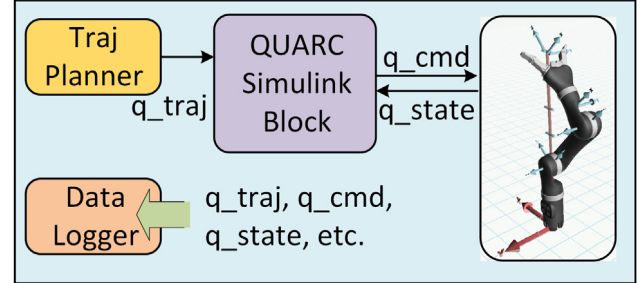 Traj
Planner
q_traj
QUARC
Simulink
Block
q_cmd
q_state
Data
Logger
q_traj, q_cmd,
q_state, etc.